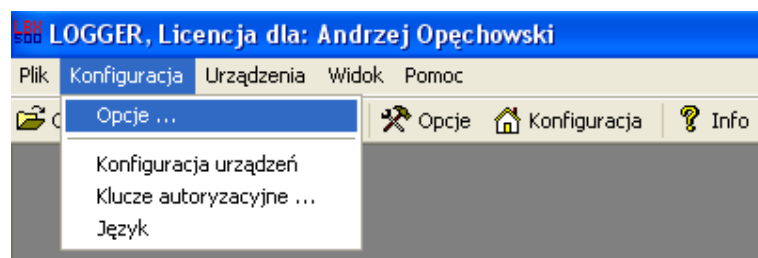 LOGGER, Licencja dla: Andrzej Opęchowski
Plik Konfiguracja Urządzenia Widok Pomoc
Opcje Konfiguracja Info
Opcje ...
Konfiguracja urządzeń
Klucze autoryzacyjne ...
Język